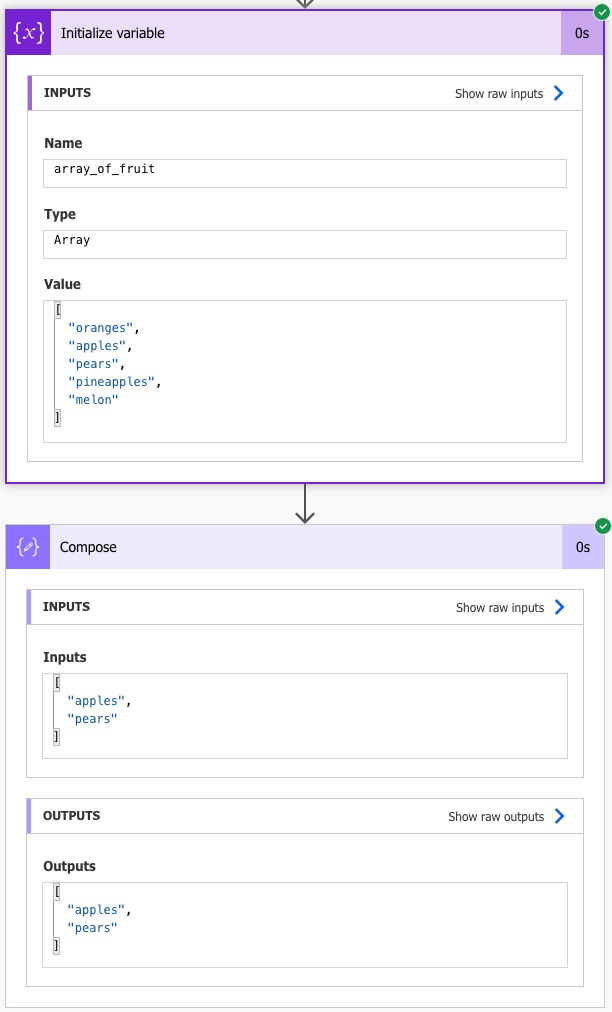 {x} Initialize variable 0s
INPUTS Show raw inputs
Name
array_of_fruit
Type
Array
Value
[
"oranges",
"apples",
"pears",
"pineapples",
"melon"
]
Compose 0s
INPUTS Show raw inputs
Inputs
[
"apples",
"pears"
]
OUTPUTS Show raw outputs
Outputs
[
"apples",
"pears"
]